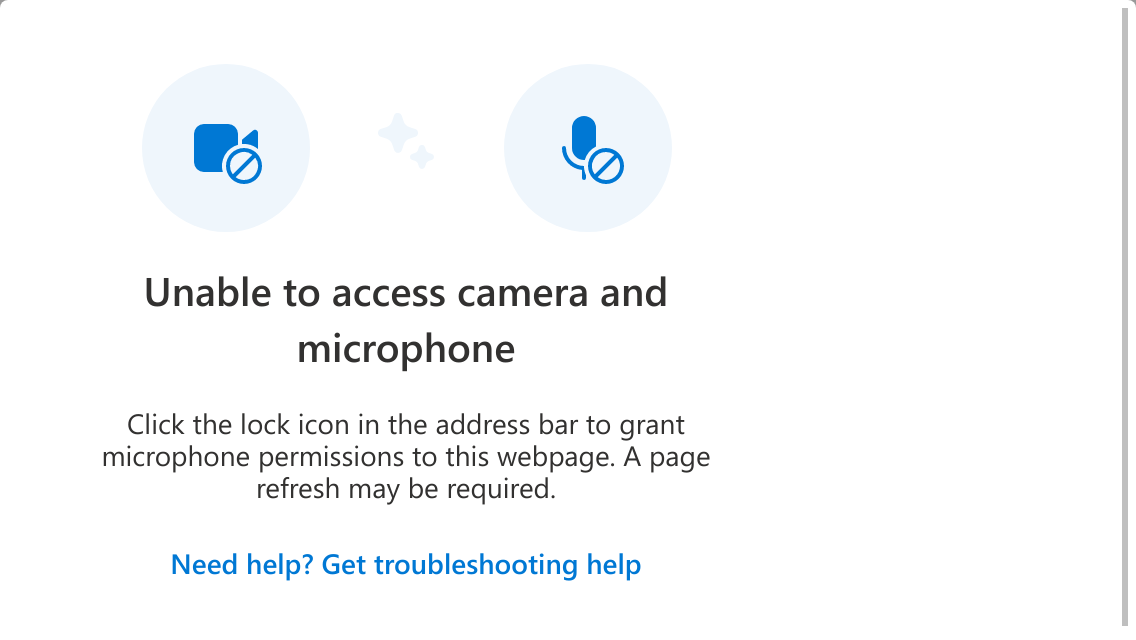 Unable to access camera and
microphone
Click the lock icon in the address bar to grant
microphone permissions to this webpage. A page
refresh may be required.
Need help? Get troubleshooting help